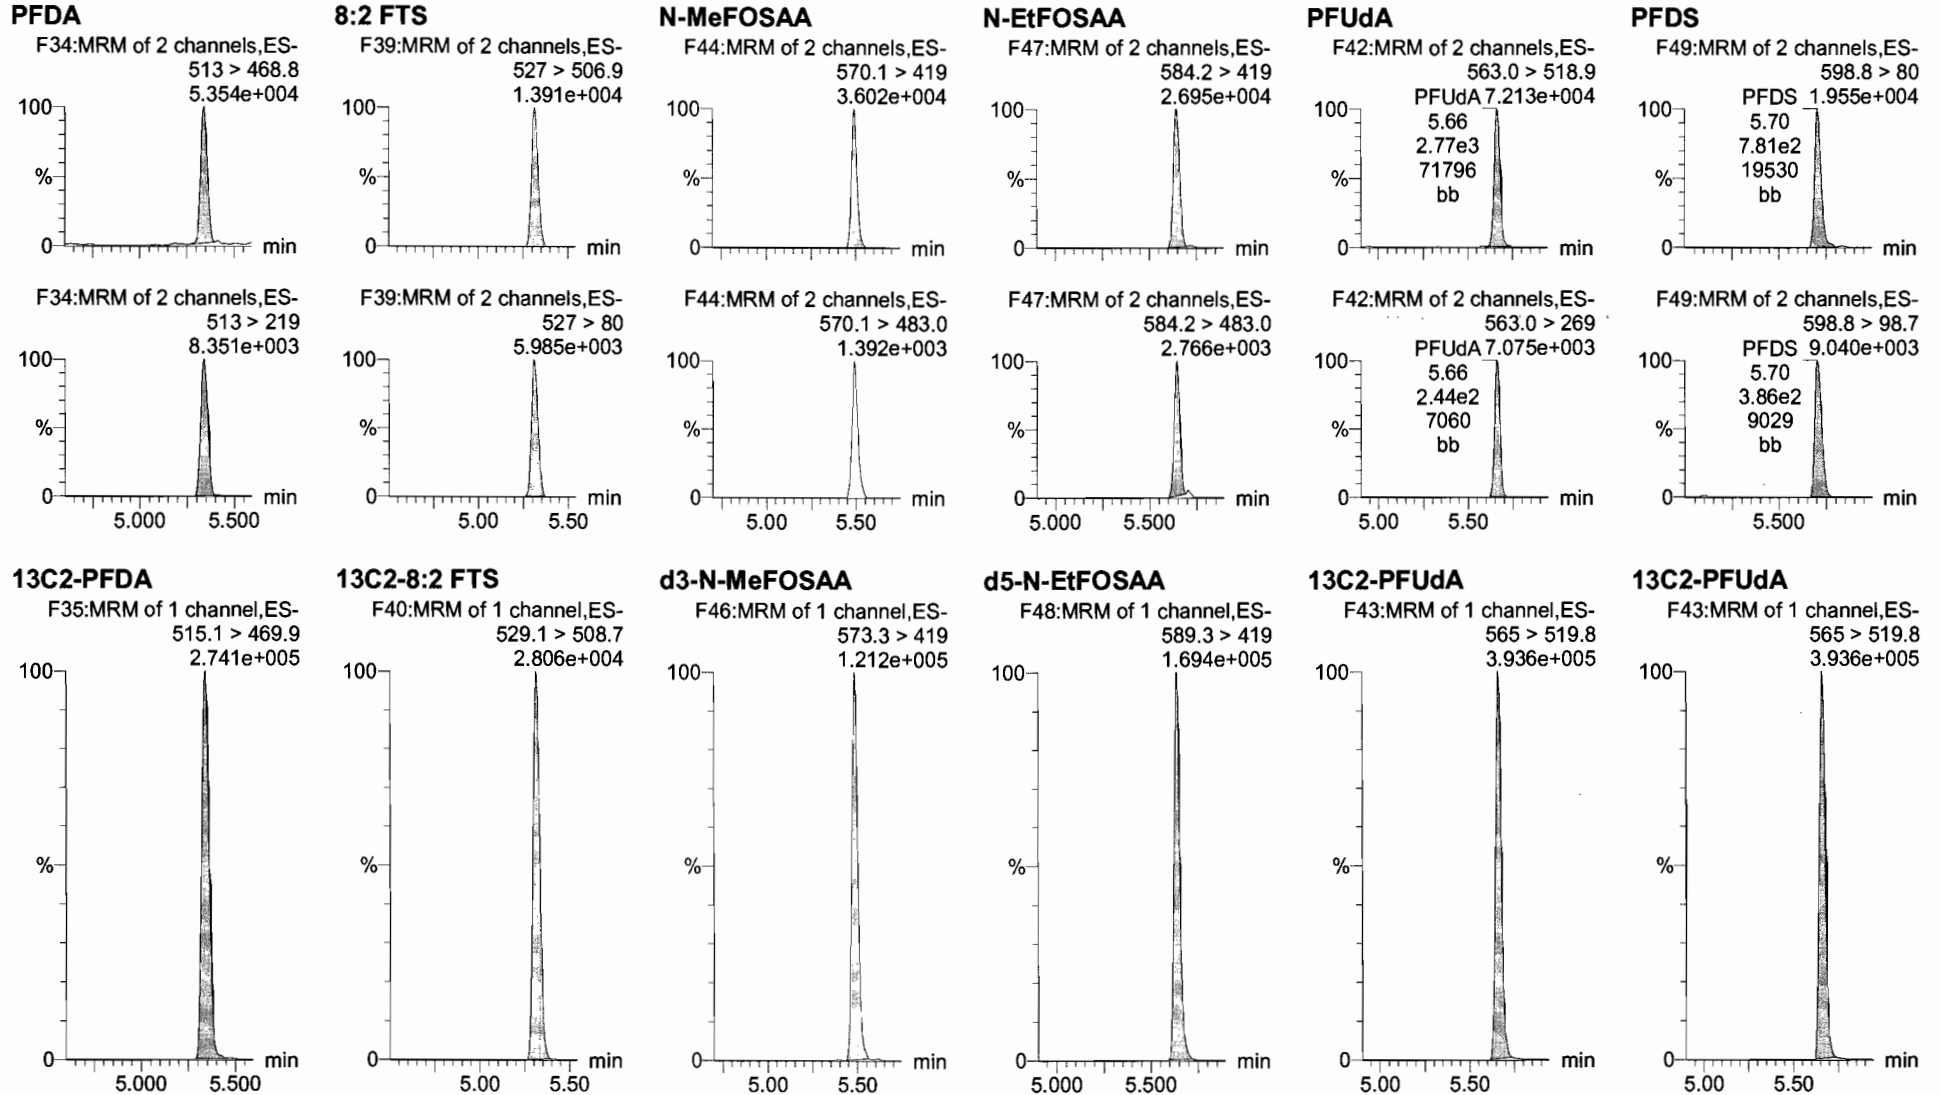 PFDA
F34:MRM of 2 channels,ES-
513 > 468.8
5.354e+004
100
%
0
min
F34:MRM of 2 channels,ES-
513 > 219
8.351e+003
100
%
0
min
5.000 5.500
8:2 FTS
F39:MRM of 2 channels,ES-
527 > 506.9
1.391e+004
100
%
0
min
F39:MRM of 2 channels,ES-
527 > 80
5.985e+003
100
%
0
min
5.00 5.50
N-MeFOSAA
F44:MRM of 2 channels,ES-
570.1 > 419
3.602e+004
100
%
0
min
F44:MRM of 2 channels,ES-
570.1 > 483.0
1.392e+003
100
%
0
min
5.00 5.50
N-EtFOSAA
F47:MRM of 2 channels,ES-
584.2 > 419
2.695e+004
100
%
0
min
F47:MRM of 2 channels,ES-
584.2 > 483.0
2.766e+003
100
%
0
min
5.000 5.500
PFUdA
F42:MRM of 2 channels,ES-
563.0 > 518.9
PFUdA 7.213e+004
100
5.66
2.77e3
71796
bb
%
0
min
F42:MRM of 2 channels,ES-
563.0 > 269
PFUdA 7.075e+003
100
5.66
2.44e2
7060
bb
%
0
min
5.00 5.50
PFDS
F49:MRM of 2 channels,ES-
598.8 > 80
PFDS 1.955e+004
100
5.70
7.81e2
19530
bb
%
0
min
F49:MRM of 2 channels,ES-
598.8 > 98.7
PFDS 9.040e+003
100
5.70
3.86e2
9029
bb
%
0
min
5.500
13C2-PFDA
F35:MRM of 1 channel,ES-
515.1 > 469.9
2.741e+005
100
%
0
min
5.000 5.500
13C2-8:2 FTS
F40:MRM of 1 channel,ES-
529.1 > 508.7
2.806e+004
100
%
0
min
5.00 5.50
d3-N-MeFOSAA
F46:MRM of 1 channel,ES-
573.3 > 419
1.212e+005
100
%
0
min
5.00 5.50
d5-N-EtFOSAA
F48:MRM of 1 channel,ES-
589.3 > 419
1.694e+005
100
%
0
min
5.000 5.500
13C2-PFUdA
F43:MRM of 1 channel,ES-
565 > 519.8
3.936e+005
100
%
0
min
5.00 5.50
13C2-PFUdA
F43:MRM of 1 channel,ES-
565 > 519.8
3.936e+005
100
%
0
min
5.00 5.50